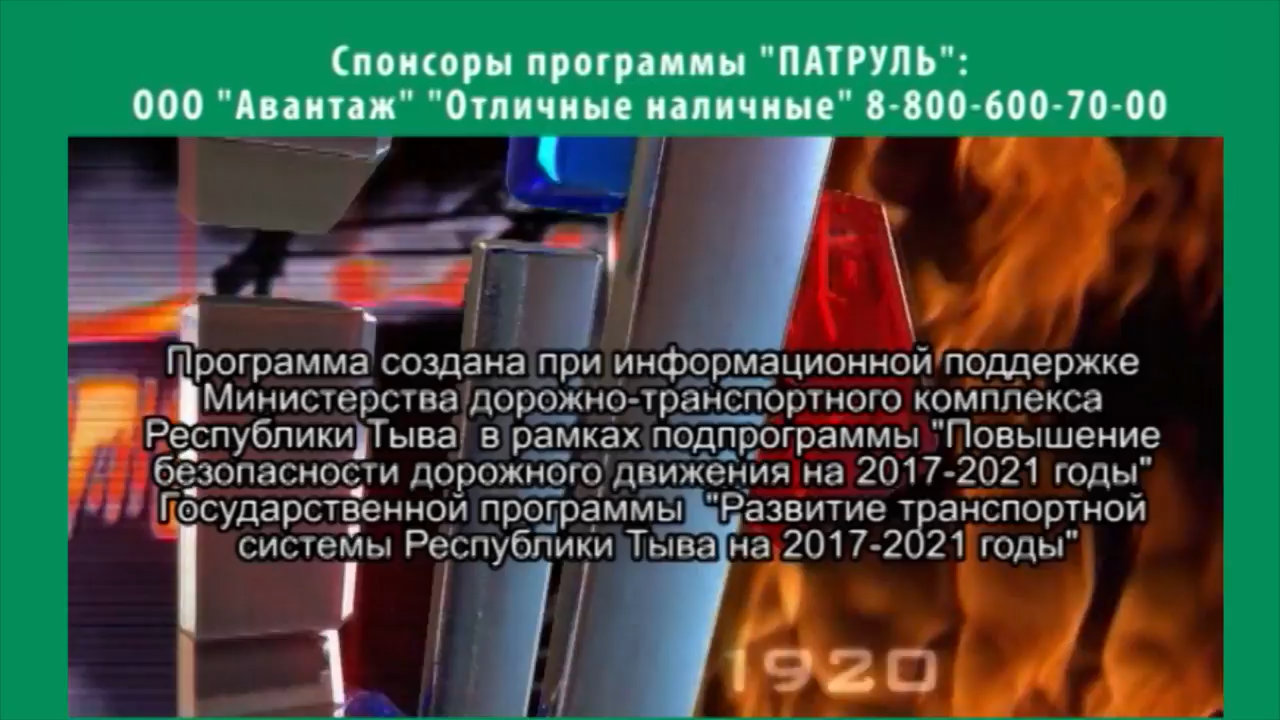 Спонсоры программы "ПАТРУЛЬ":
ООО "Авантаж" "Отличные наличные" 8-800-600-70-00
Программа создана при информационной поддержке
Министерства дорожно-транспортного комплекса
Республики Тыва в рамках подпрограммы "Повышение
безопасности дорожного движения на 2017-2021 годы"
Государственной программы "Развитие транспортной
системы Республики Тыва на 2017-2021 годы"
1920